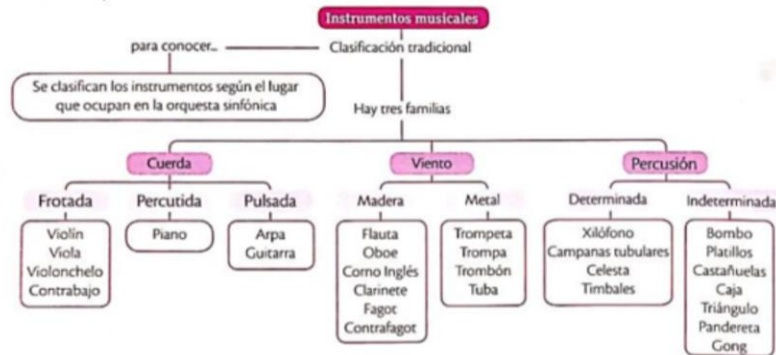 Instrumentos musicales
para conocer...
Clasificación tradicional
Se clasifican los instrumentos según el lugar
que ocupan en la orquesta sinfónica
Hay tres familias
Cuerda
Viento
Percusión
Frotada
Percutida
Pulsada
Madera
Metal
Determinada
Indeterminada
Violín
Viola
Violonchelo
Contrabajo
Piano
Arpa
Guitarra
Flauta
Oboe
Corno Inglés
Clarinete
Fagot
Contrafagot
Trompeta
Trompa
Trombón
Tuba
Xilófono
Campanas tubulares
Celesta
Timbales
Bombo
Platillos
Castañuelas
Caja
Triángulo
Pandereta
Gong